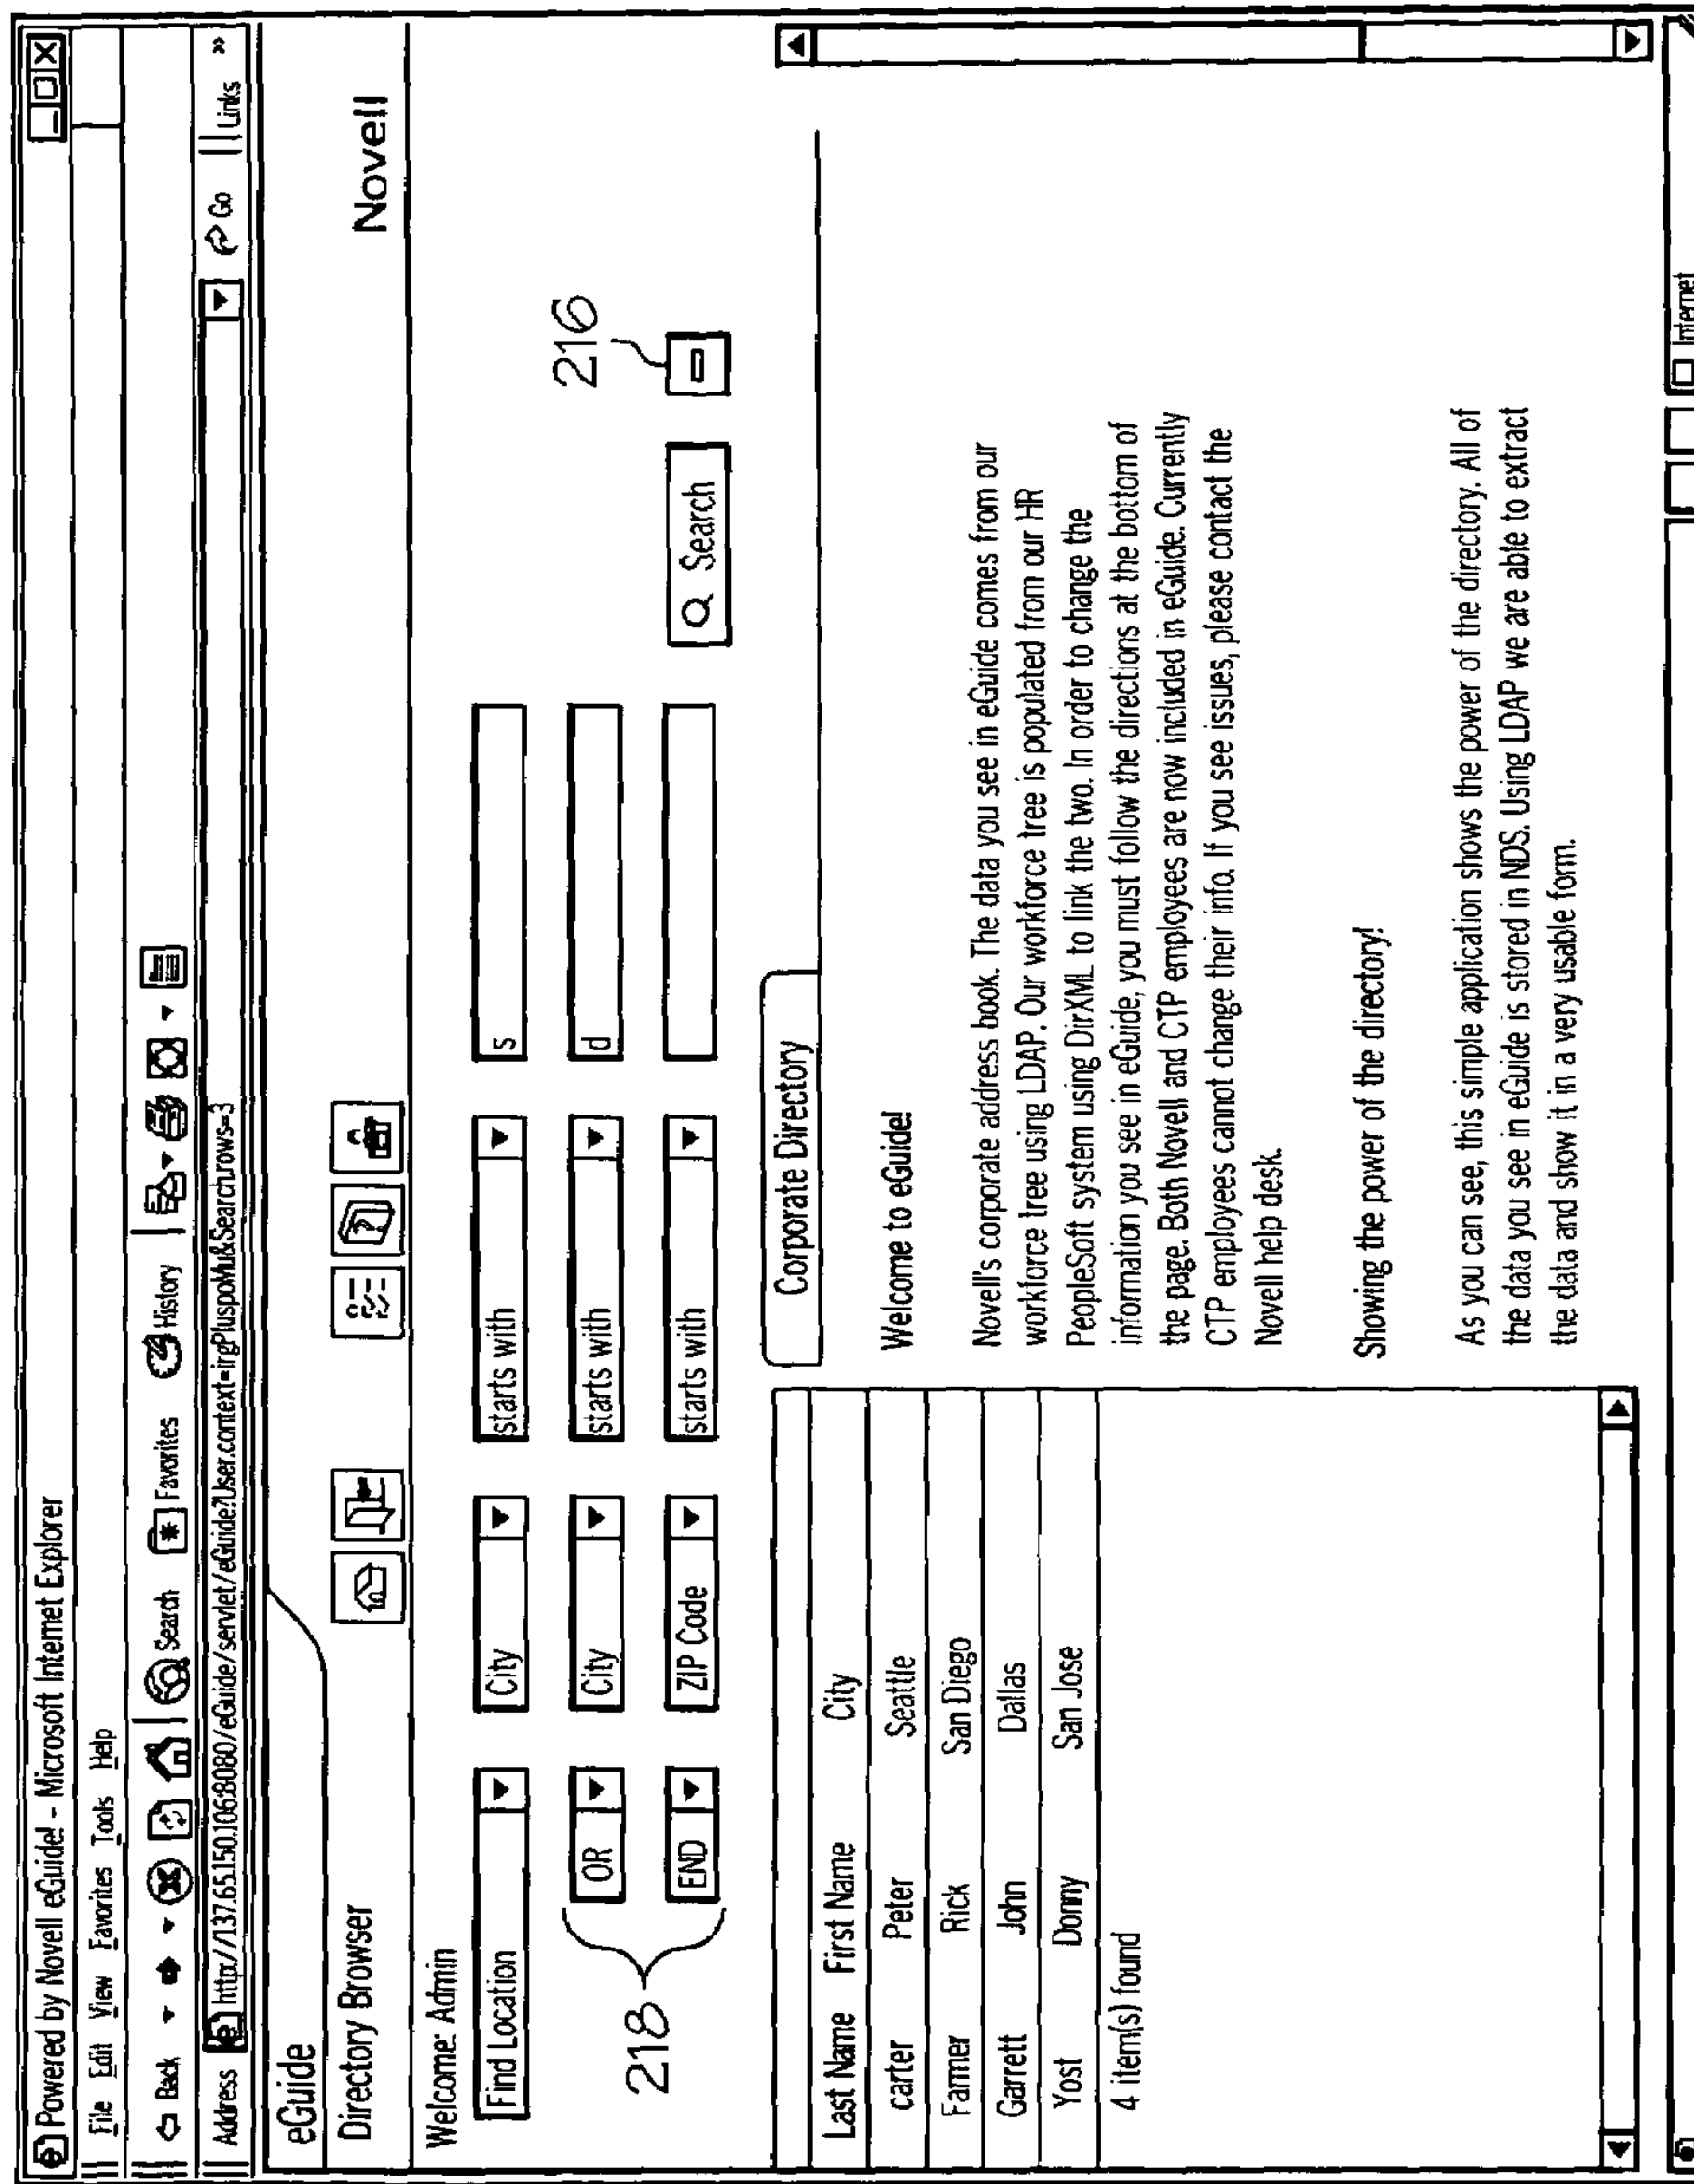 Powered by Novell eGuide! - Microsoft Internet Explorer
File Edit View Favorites Tools Help
Back Search Favorites History
Address http://137.65.150.106:8080/eGuide/servlet/eGuide?User.context=irgPluspoMu&Search.rows=3 Go Links »
eGuide
Directory Browser
Novell
Welcome: Admin
Find Location City starts with s
OR City starts with d
END ZIP Code starts with Search
216
218
Last Name First Name City
carter Peter Seattle
Farmer Rick San Diego
Garrett John Dallas
Yost Donny San Jose
4 item(s) found
Corporate Directory
Welcome to eGuide!
Novell's corporate address book. The data you see in eGuide comes from our
workforce tree using LDAP. Our workforce tree is populated from our HR
PeopleSoft system using DirXML to link the two. In order to change the
information you see in eGuide, you must follow the directions at the bottom of
the page. Both Novell and CTP employees are now included in eGuide. Currently
CTP employees cannot change their info. If you see issues, please contact the
Novell help desk.
Showing the power of the directory!
As you can see, this simple application shows the power of the directory. All of
the data you see in eGuide is stored in NDS. Using LDAP we are able to extract
the data and show it in a very usable form.
Internet